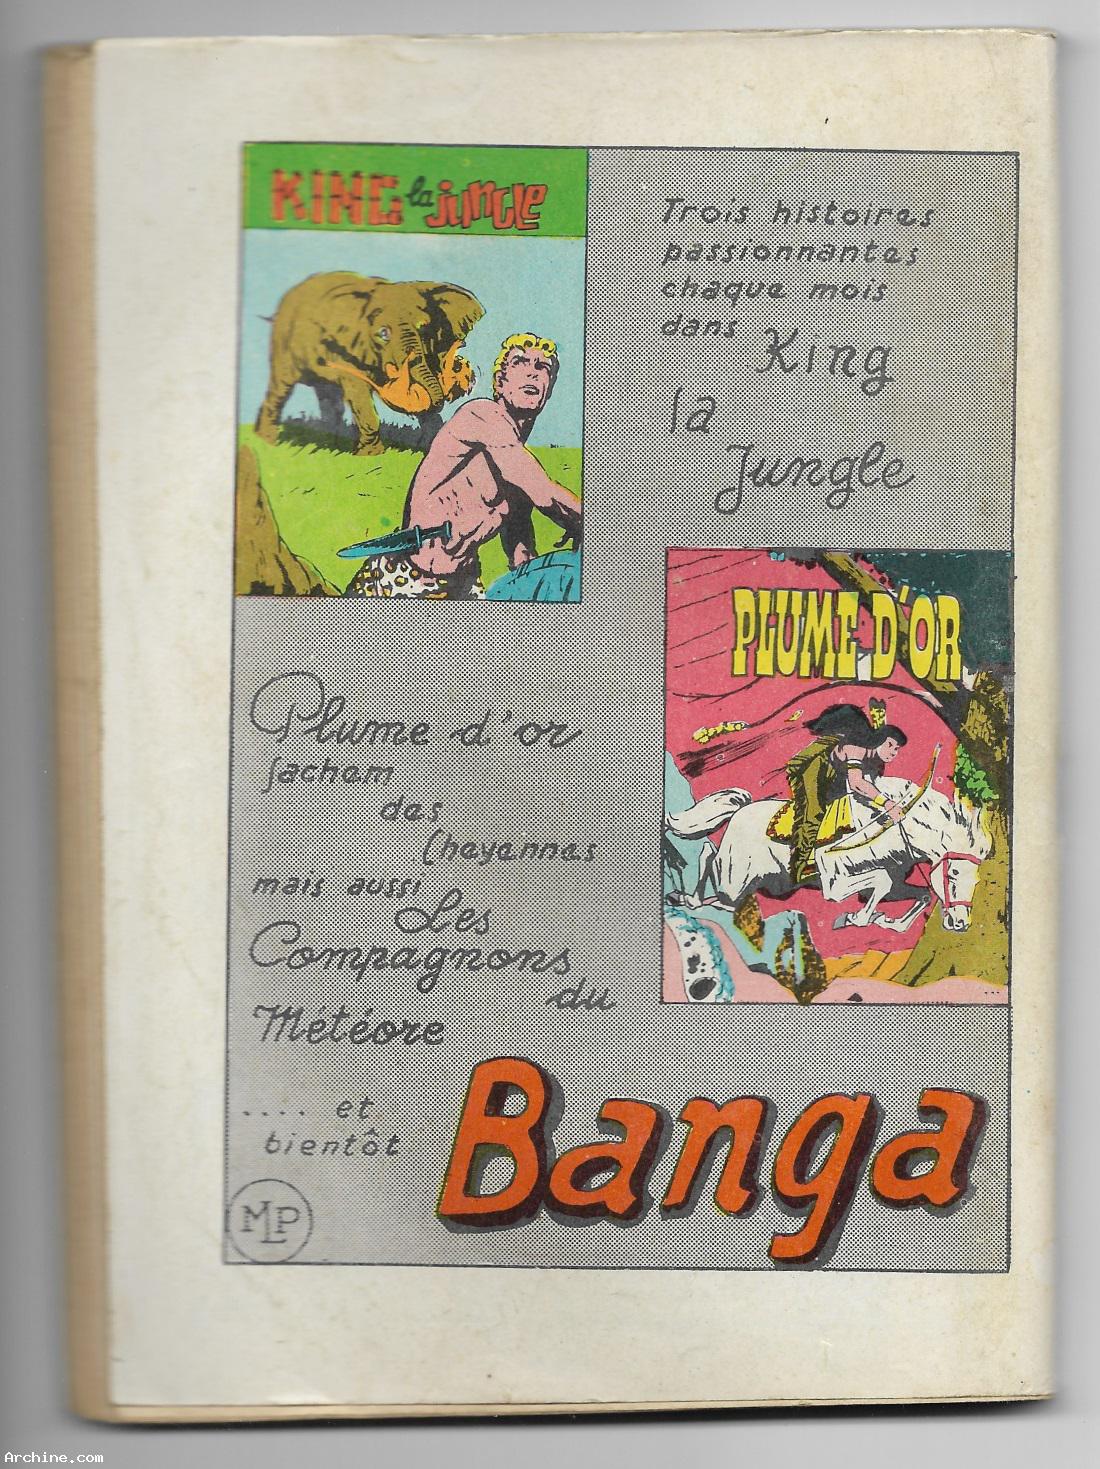 KING la jungle
Trois histoires
passionnantes
chaque mois
dans King
la
Jungle
PLUME D'OR
Plume d'or
Sachem
des
Cheyennes
mais aussi
Les
Compagnons
du
Météore
.... et
bientôt
Banga
MLP
Archine.com